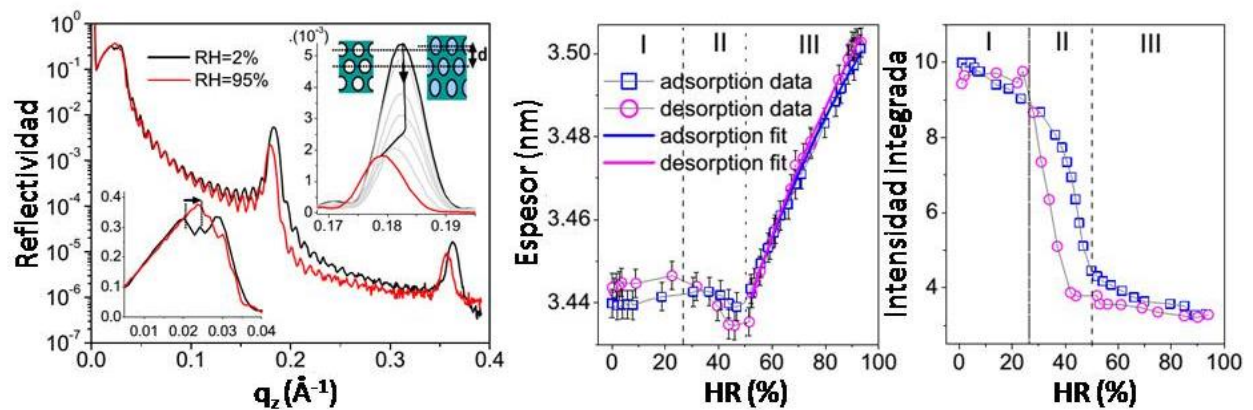 Reflectividad
10⁰
10⁻¹
10⁻²
10⁻³
10⁻⁴
10⁻⁵
10⁻⁶
10⁻⁷
0.0 0.1 0.2 0.3 0.4
q_z (Å⁻¹)
RH=2%
RH=95%
.(10⁻³)
5
4
3
2
1
0
0.17 0.18 0.19
d
0.4
0.3
0.2
0.1
0.0
0.01 0.02 0.03 0.04
Espesor (nm)
3.50
3.48
3.46
3.44
I II III
adsorption data
desorption data
adsorption fit
desorption fit
0 20 40 60 80 100
HR (%)
Intensidad integrada
10
8
6
4
I II III
0 20 40 60 80 100
HR (%)